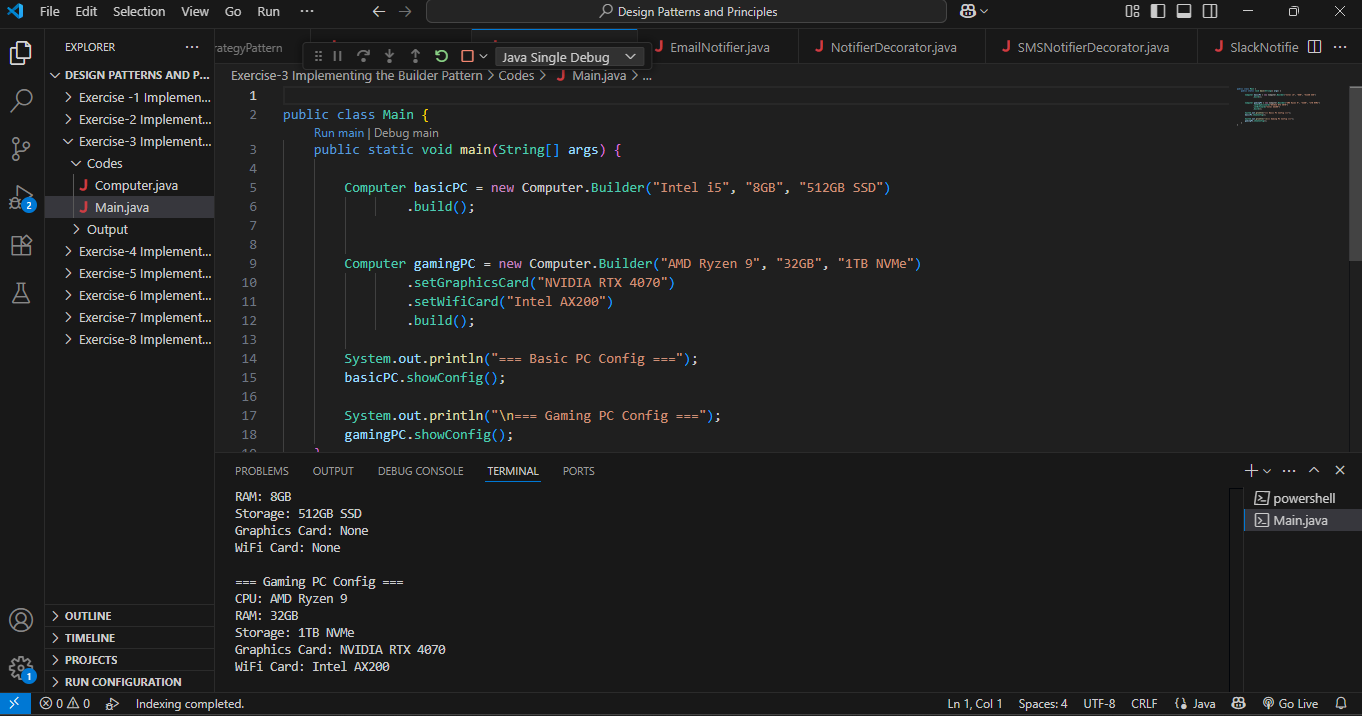 File Edit Selection View Go Run ··· Design Patterns and Principles
EXPLORER ···
DESIGN PATTERNS AND P...
Exercise -1 Implemen...
Exercise-2 Implement...
Exercise-3 Implement...
Codes
Computer.java
Main.java
Output
Exercise-4 Implement...
Exercise-5 Implement...
Exercise-6 Implement...
Exercise-7 Implement...
Exercise-8 Implement...
OUTLINE
TIMELINE
PROJECTS
RUN CONFIGURATION
2
1
rategyPattern Java Single Debug EmailNotifier.java NotifierDecorator.java SMSNotifierDecorator.java SlackNotifie ···
Exercise-3 Implementing the Builder Pattern > Codes > Main.java > ...
1
2 public class Main {
Run main | Debug main
3 public static void main(String[] args) {
4
5 Computer basicPC = new Computer.Builder("Intel i5", "8GB", "512GB SSD")
6 .build();
7
8
9 Computer gamingPC = new Computer.Builder("AMD Ryzen 9", "32GB", "1TB NVMe")
10 .setGraphicsCard("NVIDIA RTX 4070")
11 .setWifiCard("Intel AX200")
12 .build();
13
14 System.out.println("=== Basic PC Config ===");
15 basicPC.showConfig();
16
17 System.out.println("\n=== Gaming PC Config ===");
18 gamingPC.showConfig();
PROBLEMS OUTPUT DEBUG CONSOLE TERMINAL PORTS ···
RAM: 8GB
Storage: 512GB SSD
Graphics Card: None
WiFi Card: None
=== Gaming PC Config ===
CPU: AMD Ryzen 9
RAM: 32GB
Storage: 1TB NVMe
Graphics Card: NVIDIA RTX 4070
WiFi Card: Intel AX200
powershell
Main.java
0 0 Indexing completed. Ln 1, Col 1 Spaces: 4 UTF-8 CRLF Java Go Live